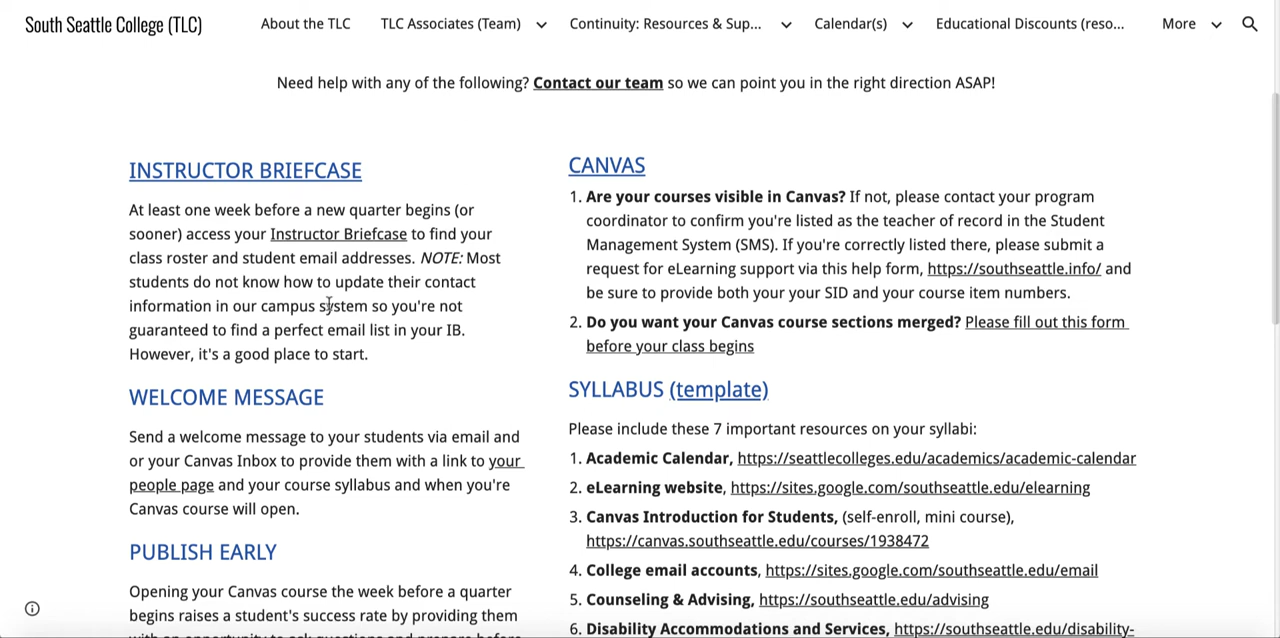 South Seattle College (TLC)
About the TLC
TLC Associates (Team)
Continuity: Resources & Sup...
Calendar(s)
Educational Discounts (reso...
More
Need help with any of the following? Contact our team so we can point you in the right direction ASAP!
INSTRUCTOR BRIEFCASE
At least one week before a new quarter begins (or
sooner) access your Instructor Briefcase to find your
class roster and student email addresses. NOTE: Most
students do not know how to update their contact
information in our campus system so you're not
guaranteed to find a perfect email list in your IB.
However, it's a good place to start.
WELCOME MESSAGE
Send a welcome message to your students via email and
or your Canvas Inbox to provide them with a link to your
people page and your course syllabus and when you're
Canvas course will open.
PUBLISH EARLY
Opening your Canvas course the week before a quarter
begins raises a student's success rate by providing them
CANVAS
1. Are your courses visible in Canvas? If not, please contact your program
coordinator to confirm you're listed as the teacher of record in the Student
Management System (SMS). If you're correctly listed there, please submit a
request for eLearning support via this help form, https://southseattle.info/ and
be sure to provide both your your SID and your course item numbers.
2. Do you want your Canvas course sections merged? Please fill out this form
before your class begins
SYLLABUS (template)
Please include these 7 important resources on your syllabi:
1. Academic Calendar, https://seattlecolleges.edu/academics/academic-calendar
2. eLearning website, https://sites.google.com/southseattle.edu/elearning
3. Canvas Introduction for Students, (self-enroll, mini course),
https://canvas.southseattle.edu/courses/1938472
4. College email accounts, https://sites.google.com/southseattle.edu/email
5. Counseling & Advising, https://southseattle.edu/advising
6. Disability Accommodations and Services, https://southseattle.edu/disability-